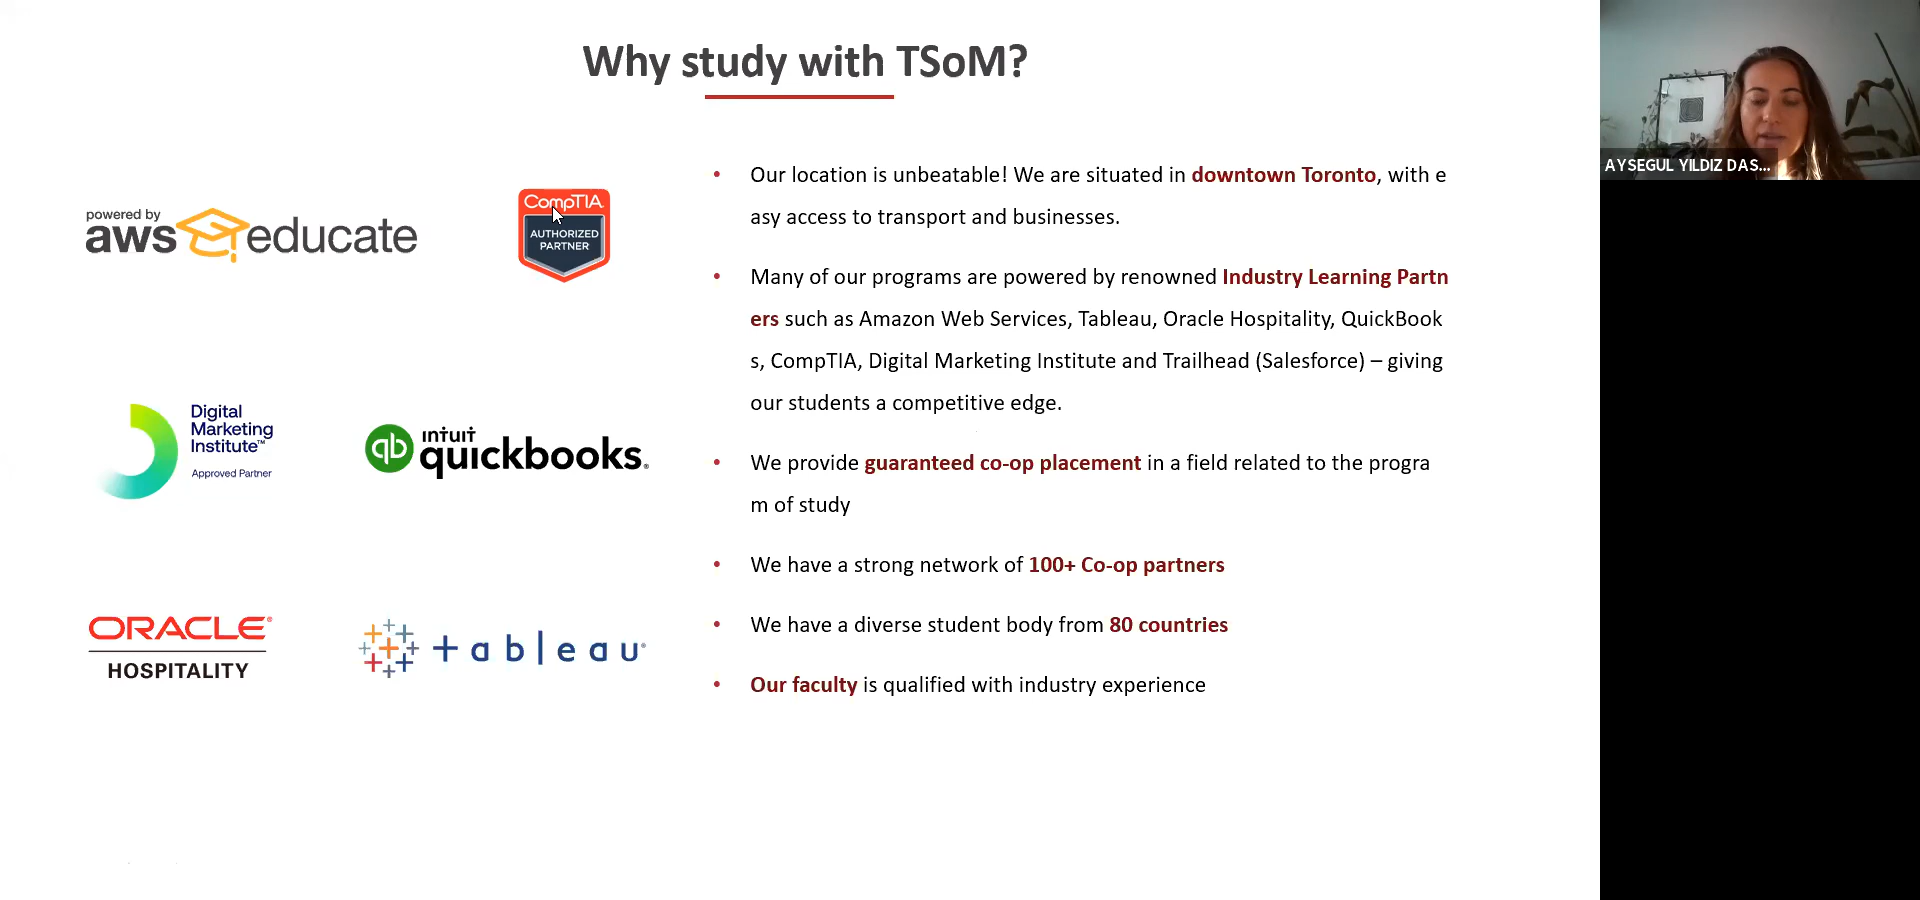 Why study with TSoM?
powered by
aws educate
CompTIA.
AUTHORIZED
PARTNER
Digital
Marketing
Institute™
Approved Partner
qb
intuit
quickbooks.
ORACLE®
HOSPITALITY
+ a b | e a u®
• Our location is unbeatable! We are situated in downtown Toronto, with e
asy access to transport and businesses.
• Many of our programs are powered by renowned Industry Learning Partn
ers such as Amazon Web Services, Tableau, Oracle Hospitality, QuickBook
s, CompTIA, Digital Marketing Institute and Trailhead (Salesforce) – giving
our students a competitive edge.
• We provide guaranteed co-op placement in a field related to the progra
m of study
• We have a strong network of 100+ Co-op partners
• We have a diverse student body from 80 countries
• Our faculty is qualified with industry experience
AYSEGUL YILDIZ DAS...